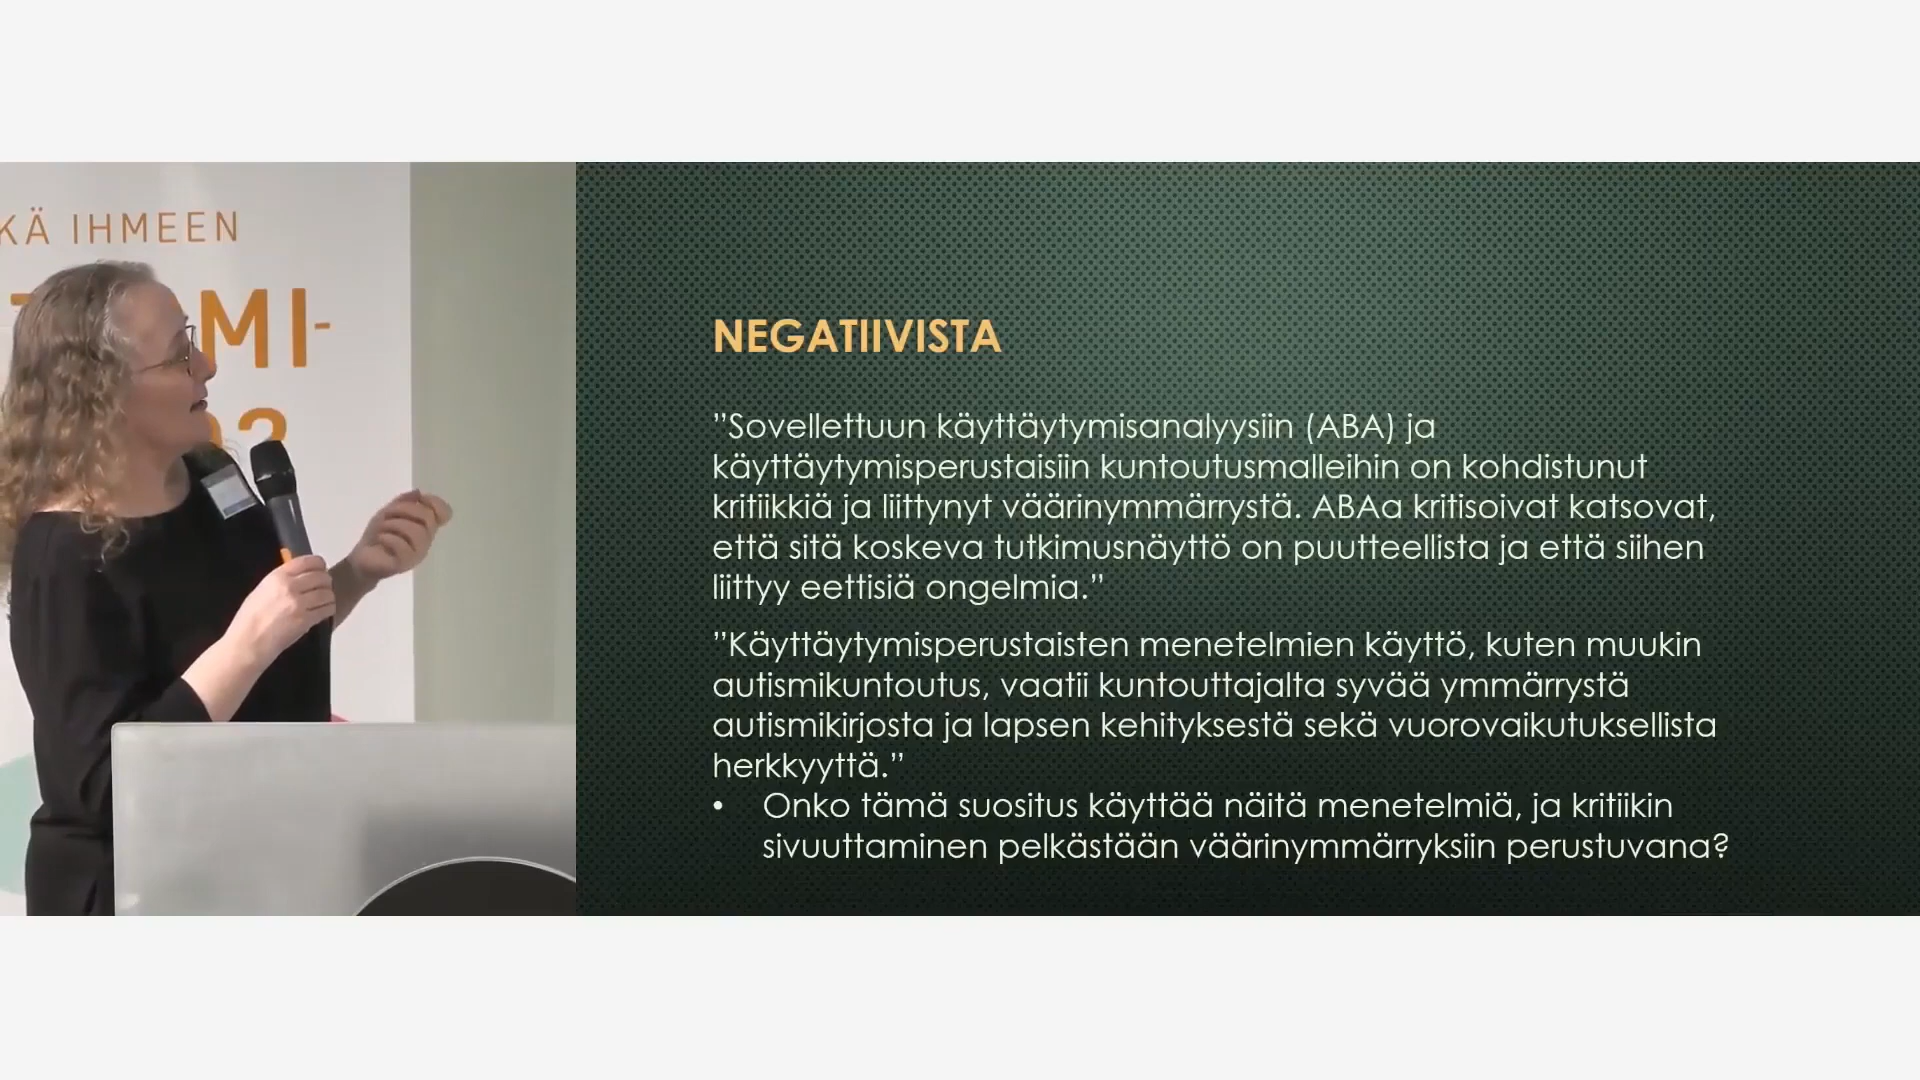 KÄ IHMEEN
MI-
NEGATIIVISTA
”Sovellettuun käyttäytymisanalyysiin (ABA) ja
käyttäytymisperustaisiin kuntoutusmalleihin on kohdistunut
kritiikkiä ja liittynyt väärinymmärrystä. ABAa kritisoivat katsovat,
että sitä koskeva tutkimusnäyttö on puutteellista ja että siihen
liittyy eettisiä ongelmia.”
”Käyttäytymisperustaisten menetelmien käyttö, kuten muukin
autismikuntoutus, vaatii kuntouttajalta syvää ymmärrystä
autismikirjosta ja lapsen kehityksestä sekä vuorovaikutuksellista
herkkyyttä.”
• Onko tämä suositus käyttää näitä menetelmiä, ja kritiikin
sivuuttaminen pelkästään väärinymmärryksiin perustuvana?